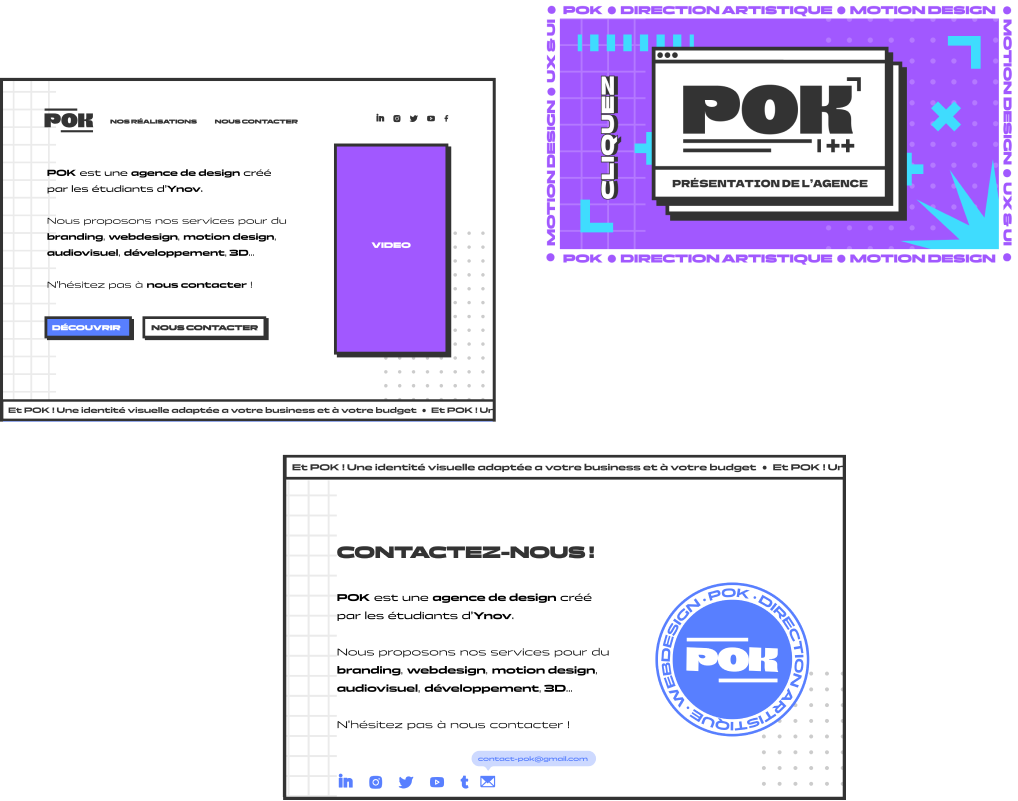 POK ● DIRECTION ARTISTIQUE ● MOTION DESIGN
MOTION DESIGN ● UX & UI
MOTION DESIGN ● UX & UI
CLIQUEZ
POK
++
PRÉSENTATION DE L'AGENCE
● POK ● DIRECTION ARTISTIQUE ● MOTION DESIGN ●
POK
NOS RÉALISATIONS
NOUS CONTACTER
POK est une agence de design créé
par les étudiants d'Ynov.
Nous proposons nos services pour du
branding, webdesign, motion design,
audiovisuel, développement, 3D...
N'hésitez pas à nous contacter !
DÉCOUVRIR
NOUS CONTACTER
VIDEO
Et POK ! Une identité visuelle adaptée a votre business et à votre budget • Et POK ! Un
Et POK ! Une identité visuelle adaptée a votre business et à votre budget • Et POK ! Un
CONTACTEZ-NOUS !
POK est une agence de design créé
par les étudiants d'Ynov.
Nous proposons nos services pour du
branding, webdesign, motion design,
audiovisuel, développement, 3D...
N'hésitez pas à nous contacter !
contact-pok@gmail.com
POK · DIRECTION ARTISTIQUE · WEBDESIGN ·
POK